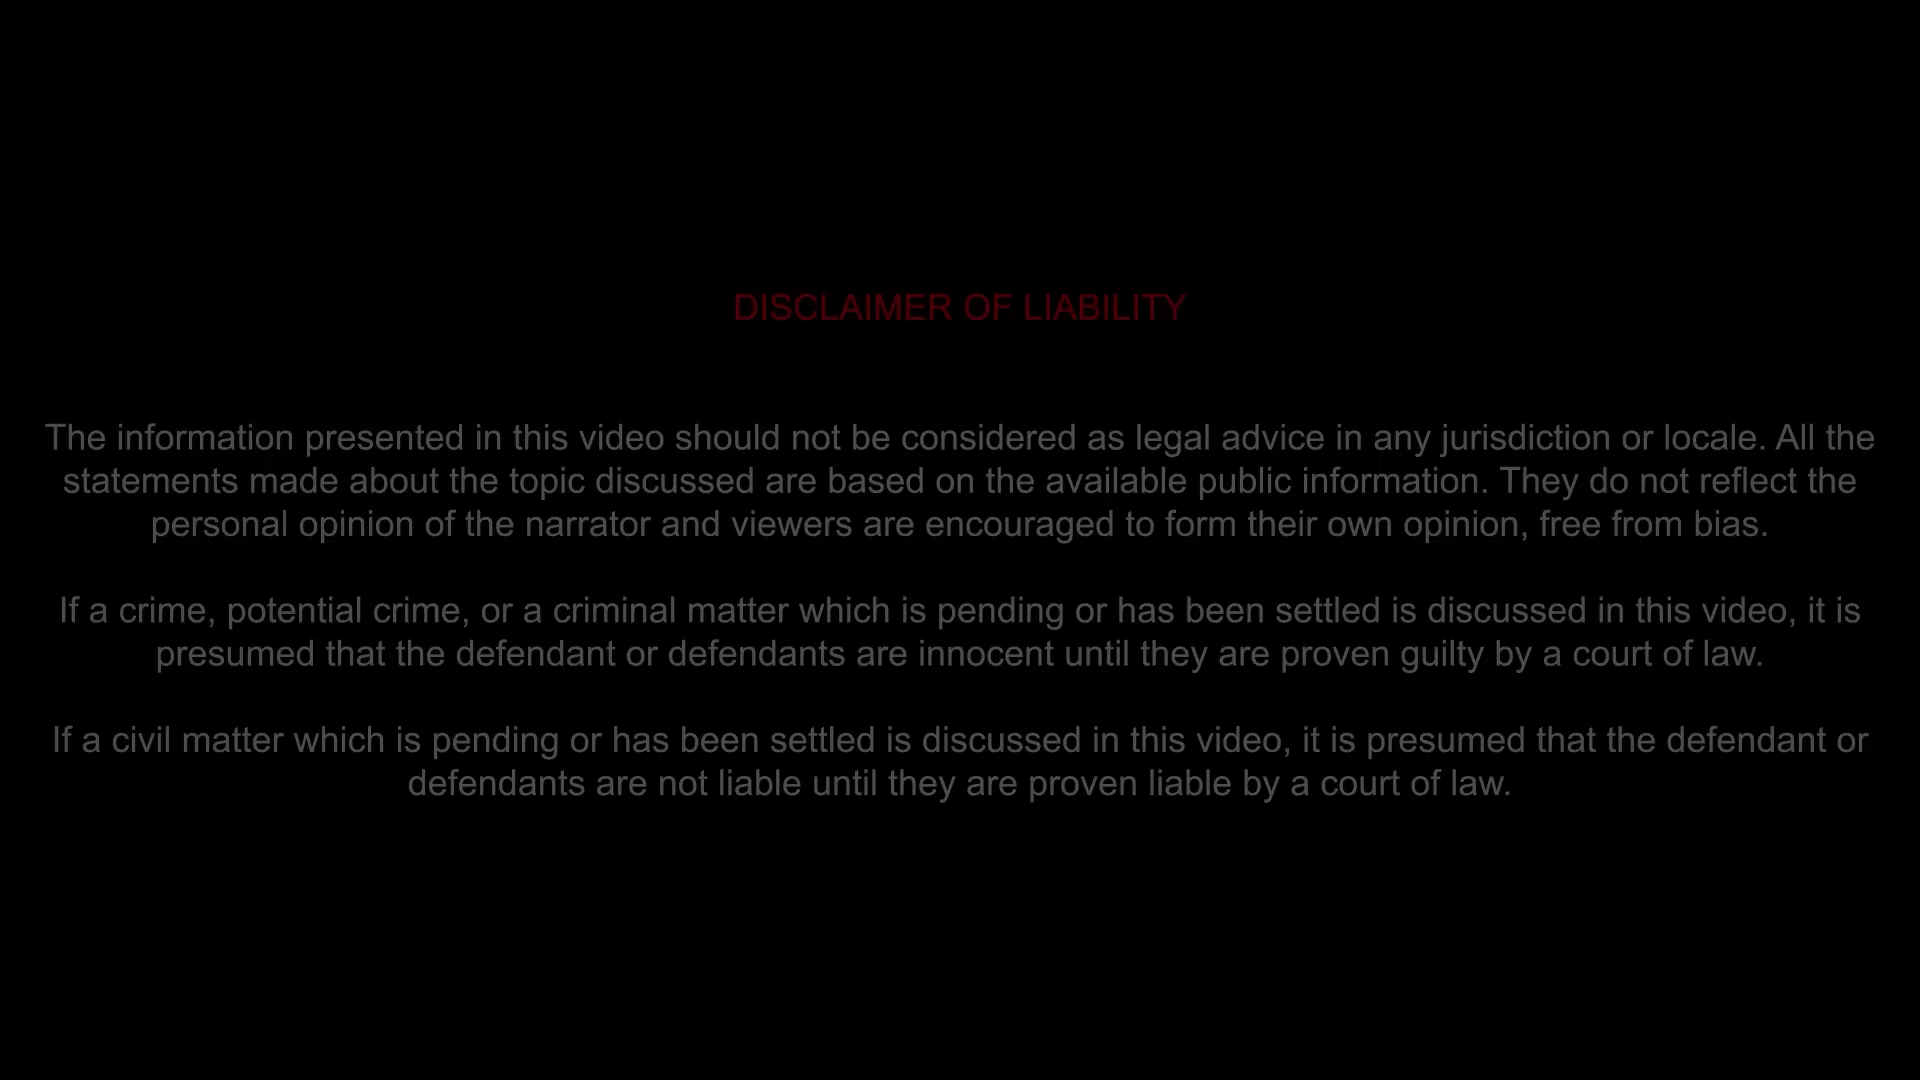 DISCLAIMER OF LIABILITY
The information presented in this video should not be considered as legal advice in any jurisdiction or locale. All the
statements made about the topic discussed are based on the available public information. They do not reflect the
personal opinion of the narrator and viewers are encouraged to form their own opinion, free from bias.
If a crime, potential crime, or a criminal matter which is pending or has been settled is discussed in this video, it is
presumed that the defendant or defendants are innocent until they are proven guilty by a court of law.
If a civil matter which is pending or has been settled is discussed in this video, it is presumed that the defendant or
defendants are not liable until they are proven liable by a court of law.